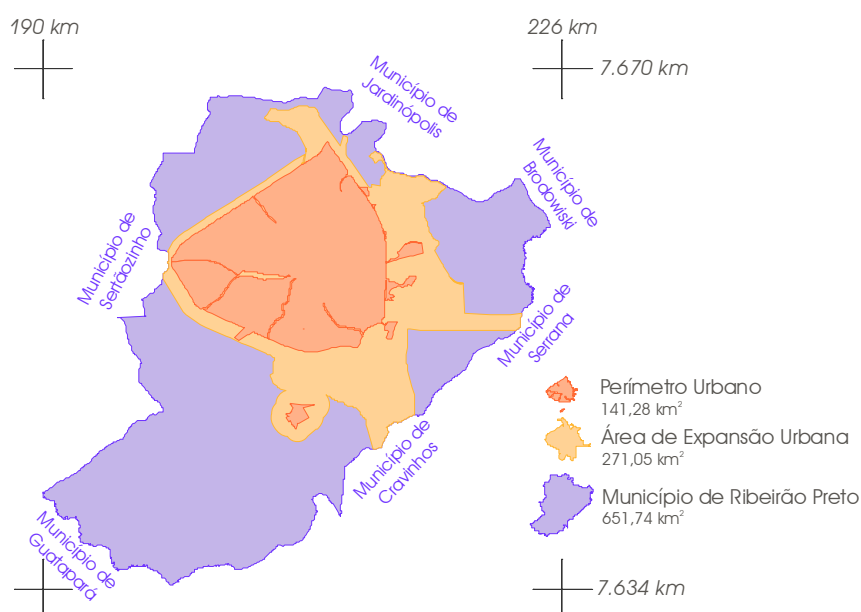 190 km
226 km
7.670 km
Município de
Jardinópolis
Município de
Brodowiski
Município de
Sertãozinho
Município de
Serrana
Perímetro Urbano
141,28 km²
Área de Expansão Urbana
271,05 km²
Município de
Cravinhos
Município de Ribeirão Preto
651,74 km²
Município de
Guatapará
7.634 km